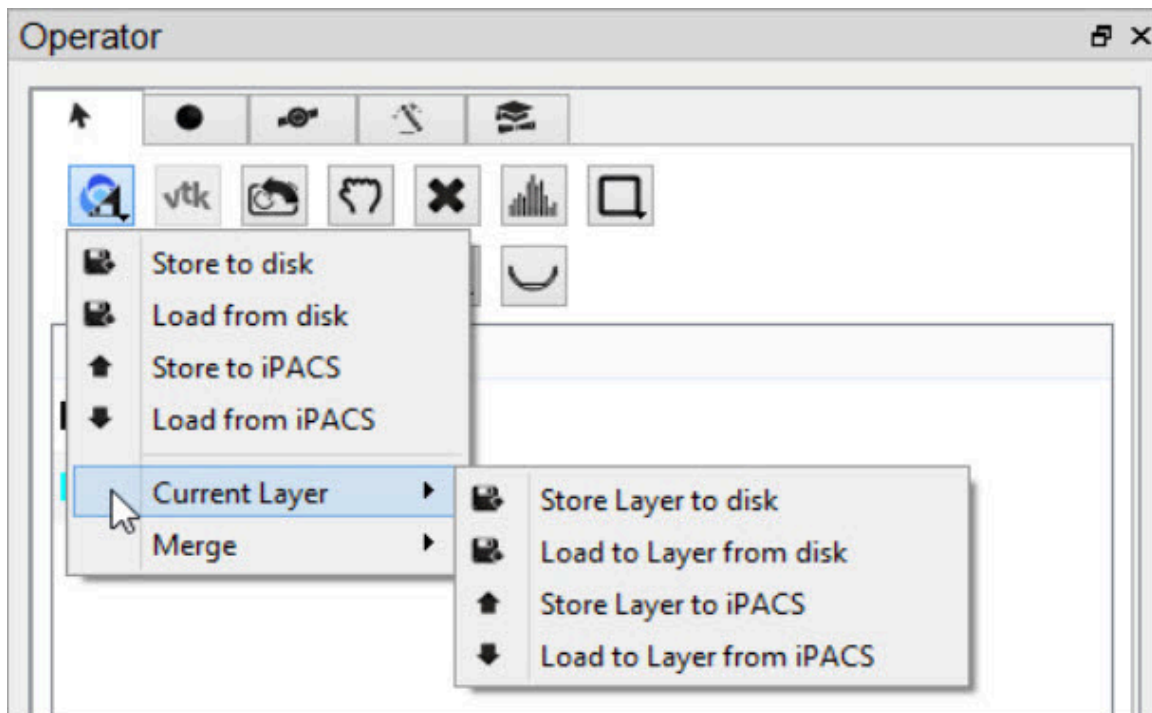 Operator
vtk
Store to disk
Load from disk
Store to iPACS
Load from iPACS
Current Layer
Merge
Store Layer to disk
Load to Layer from disk
Store Layer to iPACS
Load to Layer from iPACS